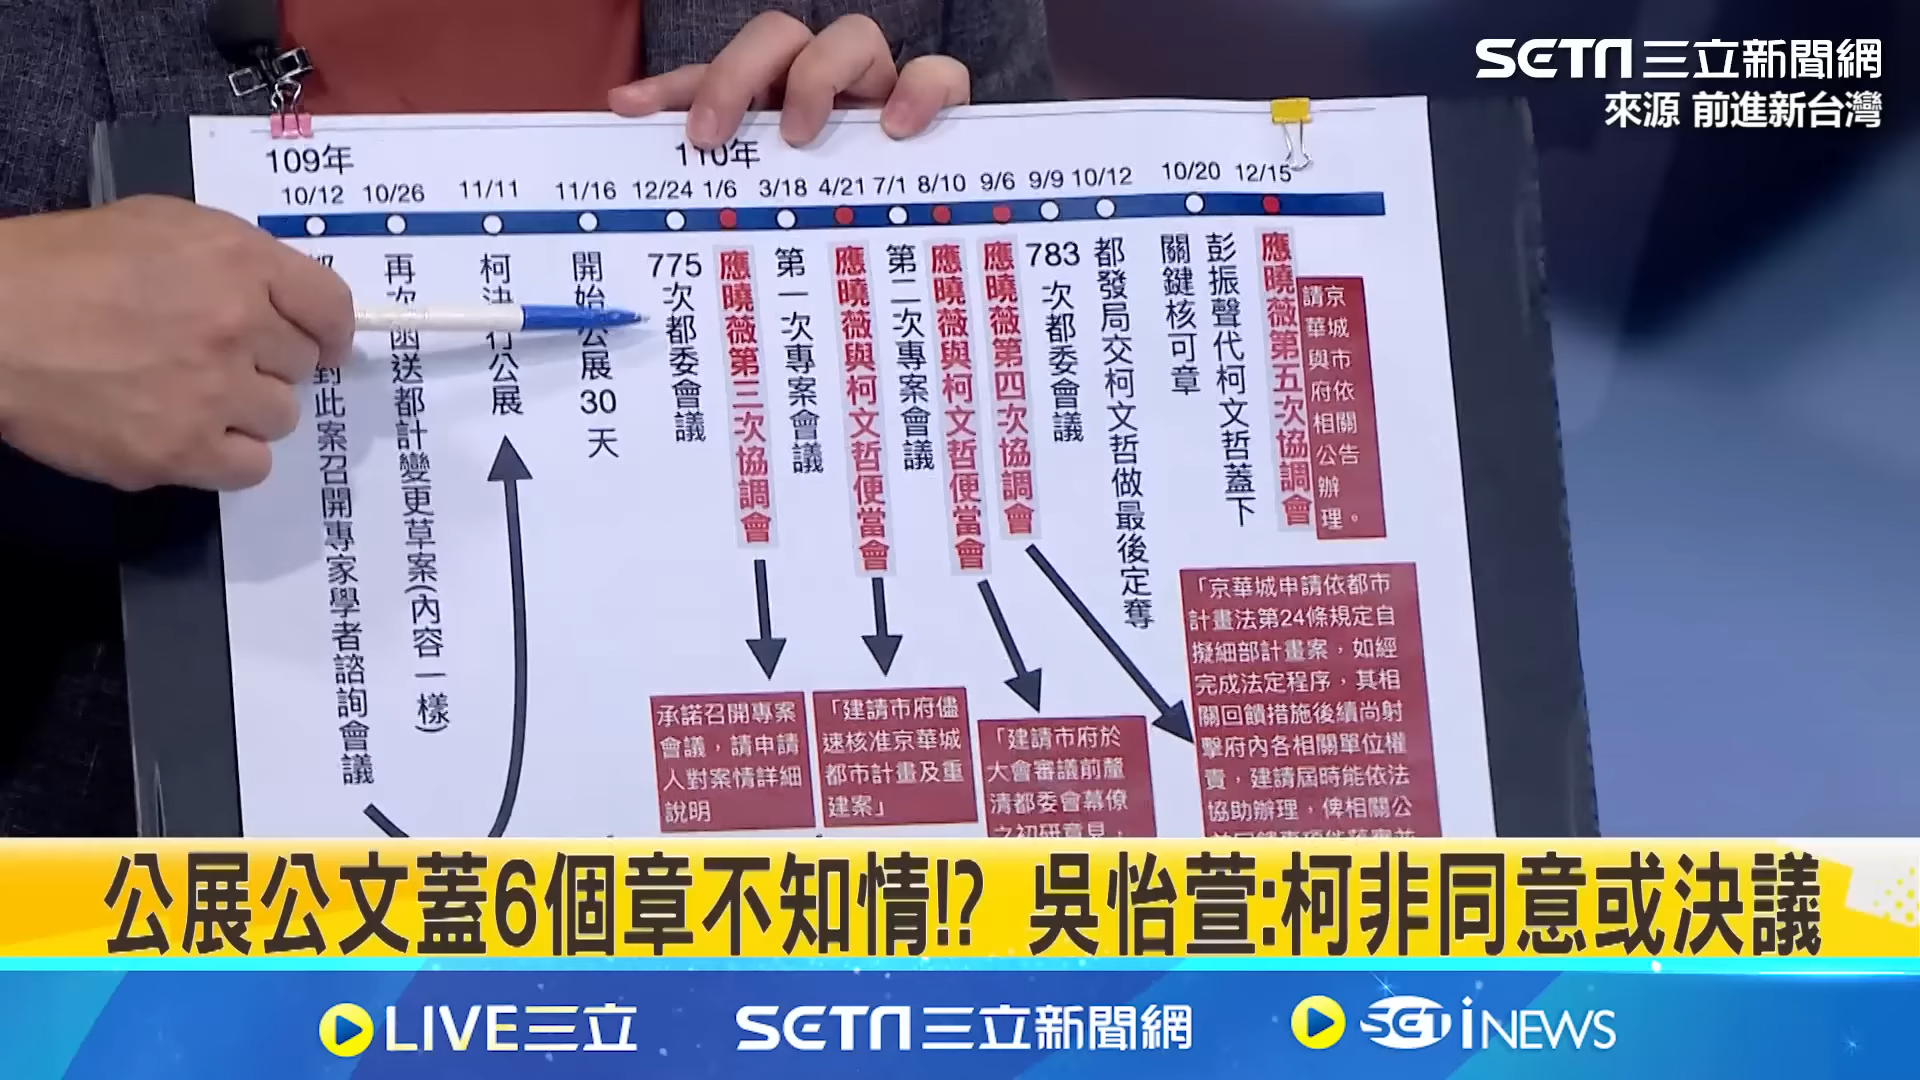 SETN三立新聞網
來源 前進新台灣
109年
110年
10/12 10/26 11/11 11/16 12/24 1/6 3/18 4/21 7/1 8/10 9/6 9/9 10/12 10/20 12/15
對此案召開專家學者諮詢會議
再次函送都計變更草案(內容一樣)
柯決行公展
開始公展30天
775次都委會議
應曉薇第三次協調會
第一次專案會議
應曉薇與柯文哲便當會
第二次專案會議
應曉薇與柯文哲便當會
應曉薇第四次協調會
783次都委會議
都發局交柯文哲做最後定奪
彭振聲代柯文哲蓋下
關鍵核可章
應曉薇第五次協調會
請京
華城
與市
府依
相關
公告
辦
理。
承諾召開專案
會議，請申請
人對案情詳細
說明
「建請市府儘
速核准京華城
都市計畫及重
建案」
「建請市府於
大會審議前釐
清都委會幕僚
之初研意見，
「京華城申請依都市
計畫法第24條規定自
擬細部計畫案，如經
完成法定程序，其相
關回饋措施後續尚射
擊府內各相關單位權
責，建請屆時能依法
協助辦理，俾相關公
公展公文蓋6個章不知情!? 吳怡萱:柯非同意或決議
LIVE三立 SETN三立新聞網 SETiNEWS